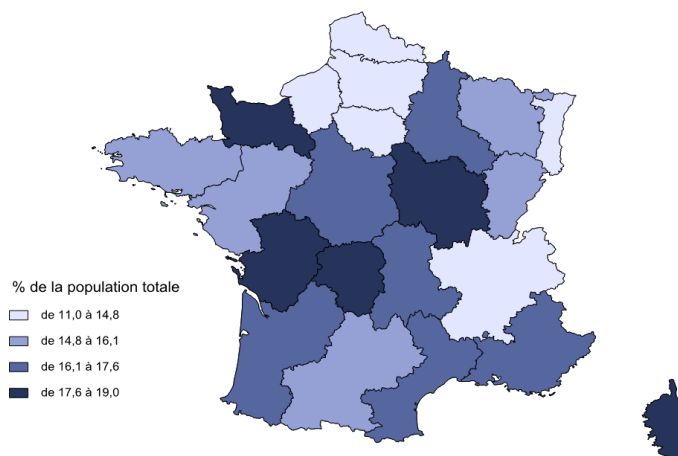 % de la population totale
de 11,0 à 14,8
de 14,8 à 16,1
de 16,1 à 17,6
de 17,6 à 19,0